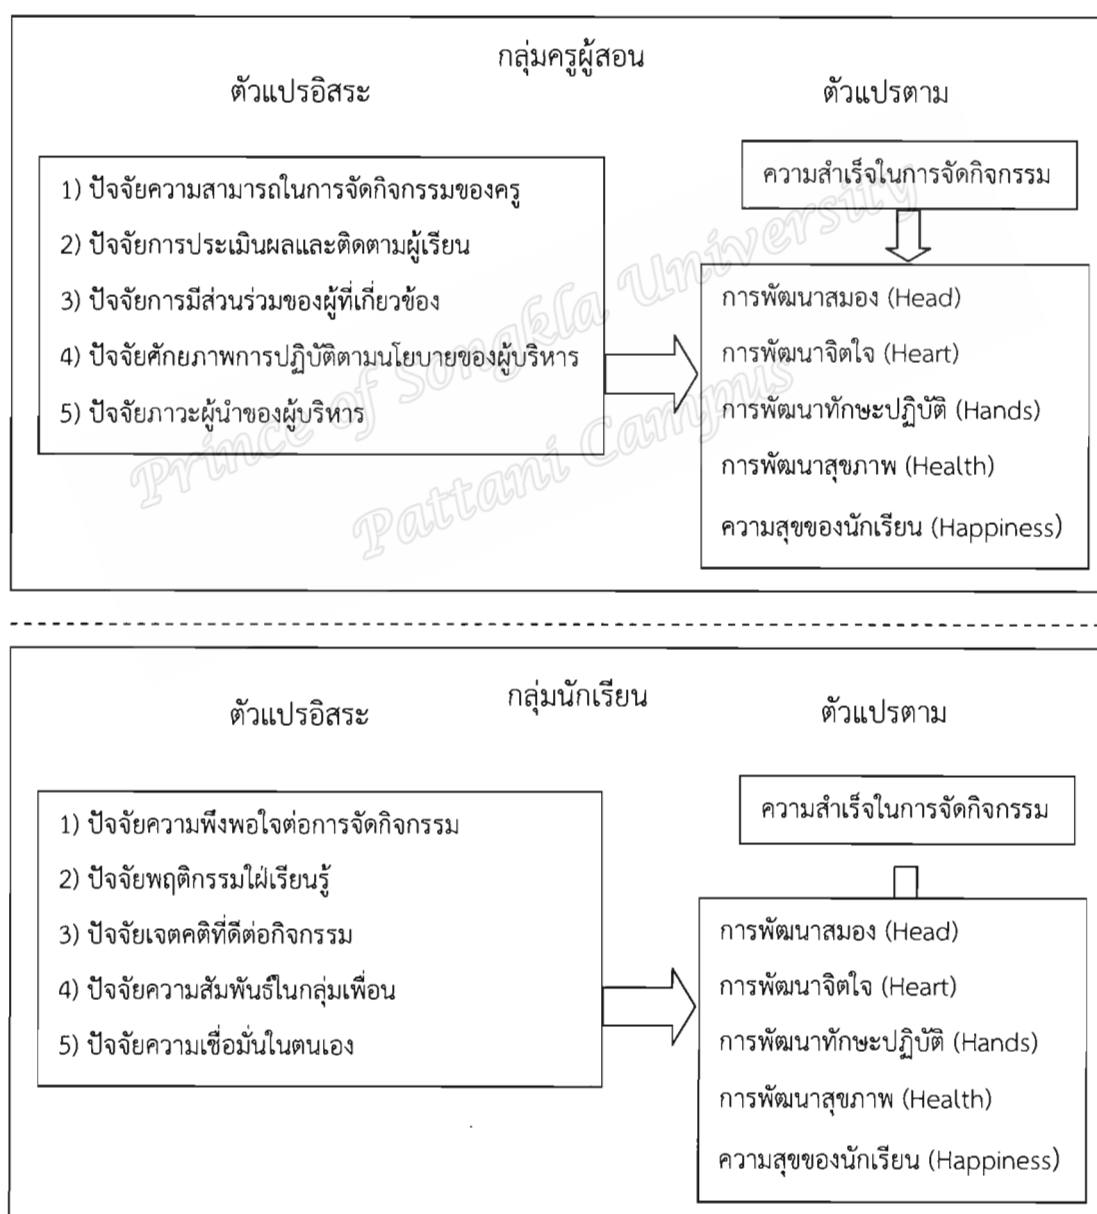 กลุ่มครูผู้สอน
ตัวแปรอิสระ
ตัวแปรตาม
1) ปัจจัยความสามารถในการจัดกิจกรรมของครู
2) ปัจจัยการประเมินผลและติดตามผู้เรียน
3) ปัจจัยการมีส่วนร่วมของผู้ที่เกี่ยวข้อง
4) ปัจจัยศักยภาพการปฏิบัติตามนโยบายของผู้บริหาร
5) ปัจจัยภาวะผู้นำของผู้บริหาร
ความสำเร็จในการจัดกิจกรรม
การพัฒนาสมอง (Head)
การพัฒนาจิตใจ (Heart)
การพัฒนาทักษะปฏิบัติ (Hands)
การพัฒนาสุขภาพ (Health)
ความสุขของนักเรียน (Happiness)
Prince of Songkla University
Pattani Campus
กลุ่มนักเรียน
ตัวแปรอิสระ
ตัวแปรตาม
1) ปัจจัยความพึงพอใจต่อการจัดกิจกรรม
2) ปัจจัยพฤติกรรมใฝ่เรียนรู้
3) ปัจจัยเจตคติที่ดีต่อกิจกรรม
4) ปัจจัยความสัมพันธ์ในกลุ่มเพื่อน
5) ปัจจัยความเชื่อมั่นในตนเอง
ความสำเร็จในการจัดกิจกรรม
การพัฒนาสมอง (Head)
การพัฒนาจิตใจ (Heart)
การพัฒนาทักษะปฏิบัติ (Hands)
การพัฒนาสุขภาพ (Health)
ความสุขของนักเรียน (Happiness)